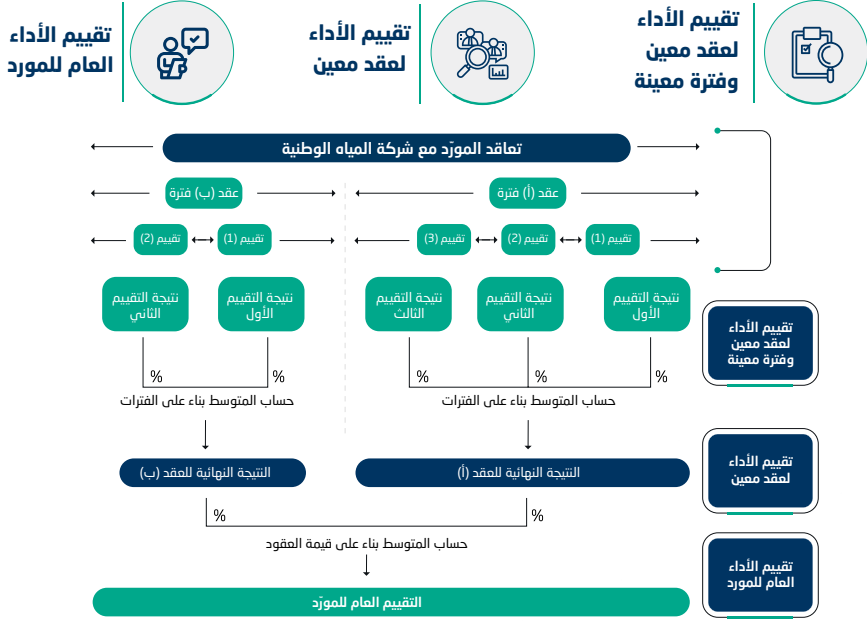 تقييم الأداء
لعقد معين
وفترة معينة
تقييم الأداء
لعقد معين
تقييم الأداء
العام للمورد
تعاقد المورّد مع شركة المياه الوطنية
عقد (أ) فترة
عقد (ب) فترة
تقييم (1)
تقييم (2)
تقييم (3)
تقييم (1)
تقييم (2)
نتيجة التقييم
الأول
نتيجة التقييم
الثاني
نتيجة التقييم
الثالث
نتيجة التقييم
الأول
نتيجة التقييم
الثاني
تقييم الأداء
لعقد معين
وفترة معينة
%
%
%
%
%
حساب المتوسط بناء على الفترات
حساب المتوسط بناء على الفترات
تقييم الأداء
لعقد معين
النتيجة النهائية للعقد (أ)
النتيجة النهائية للعقد (ب)
%
%
حساب المتوسط بناء على قيمة العقود
تقييم الأداء
العام للمورد
التقييم العام للمورّد